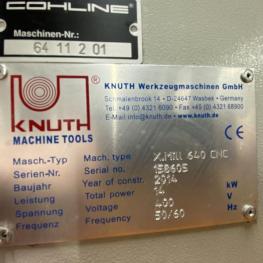 COHLINE
Maschinen-Nr.:
64 11 2 01
KNUTH
MACHINE TOOLS
KNUTH Werkzeugmaschinen GmbH
Schmalenbrook 14 • D-24647 Wasbek • Germany
Tel. +49 (0) 4321 6090 • Fax +49 (0) 4321 68900
E-Mail info@knuth.de • www.knuth.de
CE
Masch.-Typ Mach. type X.Mill 640 CNC
Serien-Nr. Serial no. 158605
Baujahr Year of constr. 2014
Leistung Total power 14 kW
Spannung Voltage 400 V
Frequenz Frequency 50/60 Hz